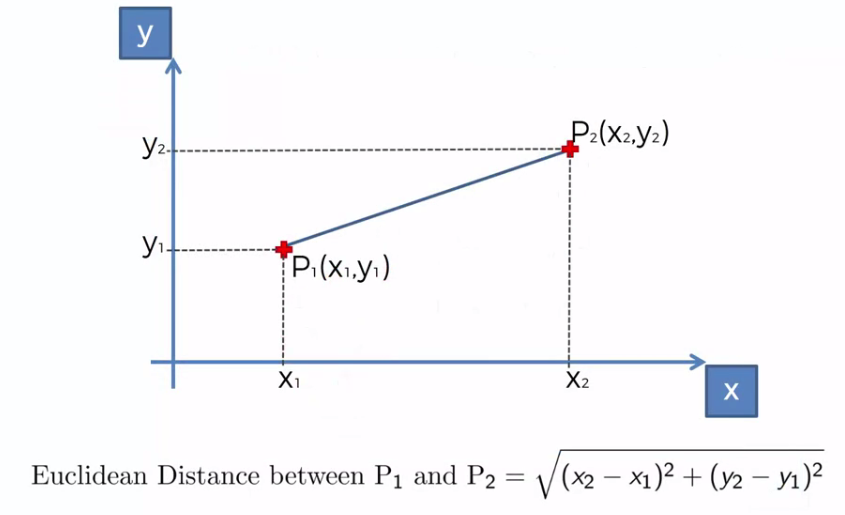 y
P₂(x₂,y₂)
y₂
y₁
P₁(x₁,y₁)
x₁
x₂
x
Euclidean Distance between P₁ and P₂ = √(x₂ − x₁)² + (y₂ − y₁)²